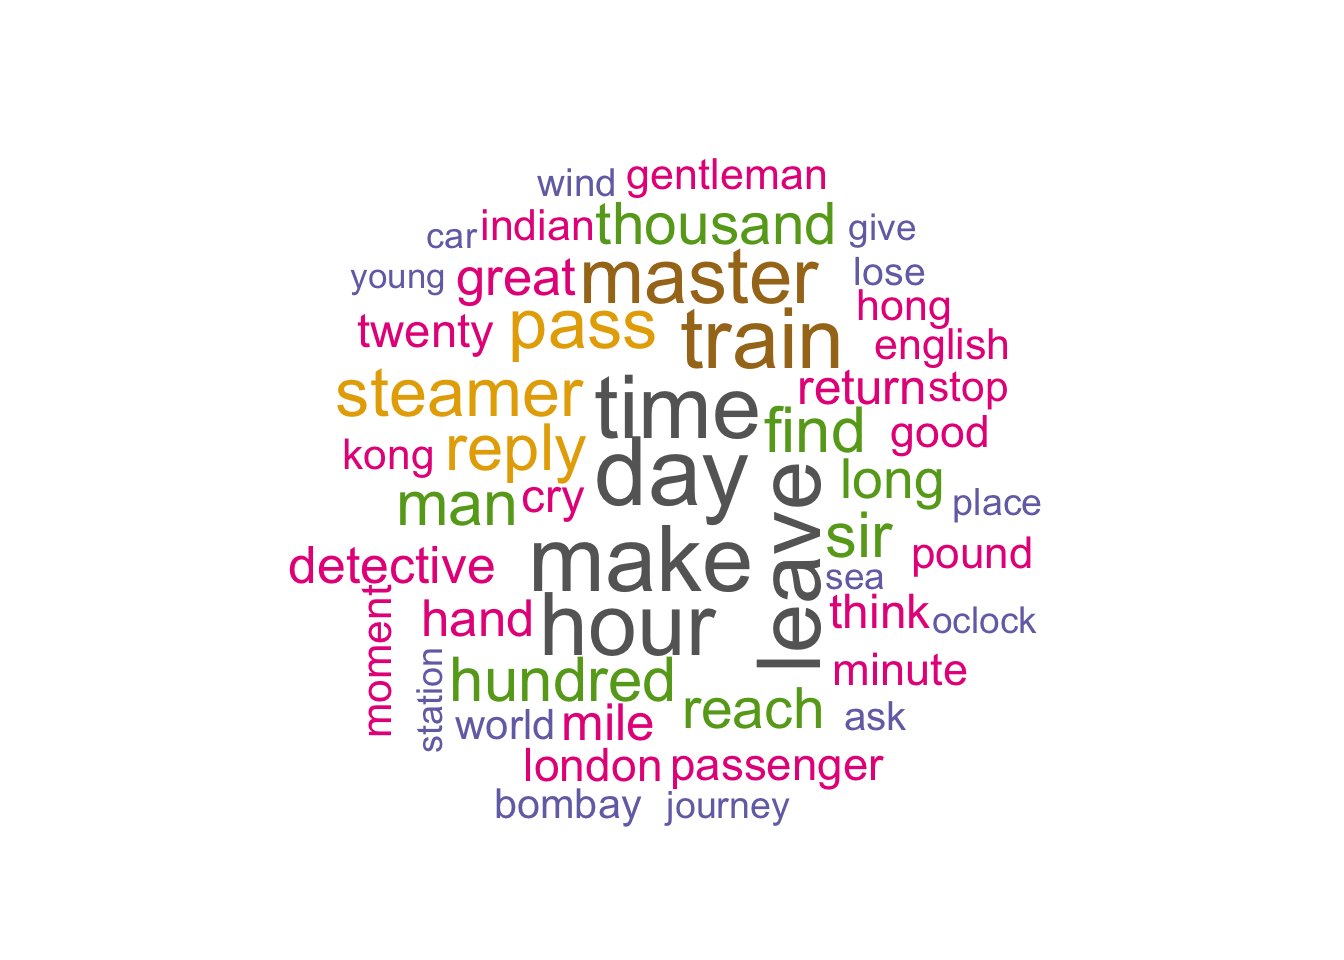 wind gentleman
car indian thousand give
young great master lose
hong
twenty pass train english
steamer time return stop
kong reply find good
man cry day long place
detective make leave sir pound
sea
moment hand hour think oclock
station hundred reach minute
world mile ask
london passenger
bombay journey